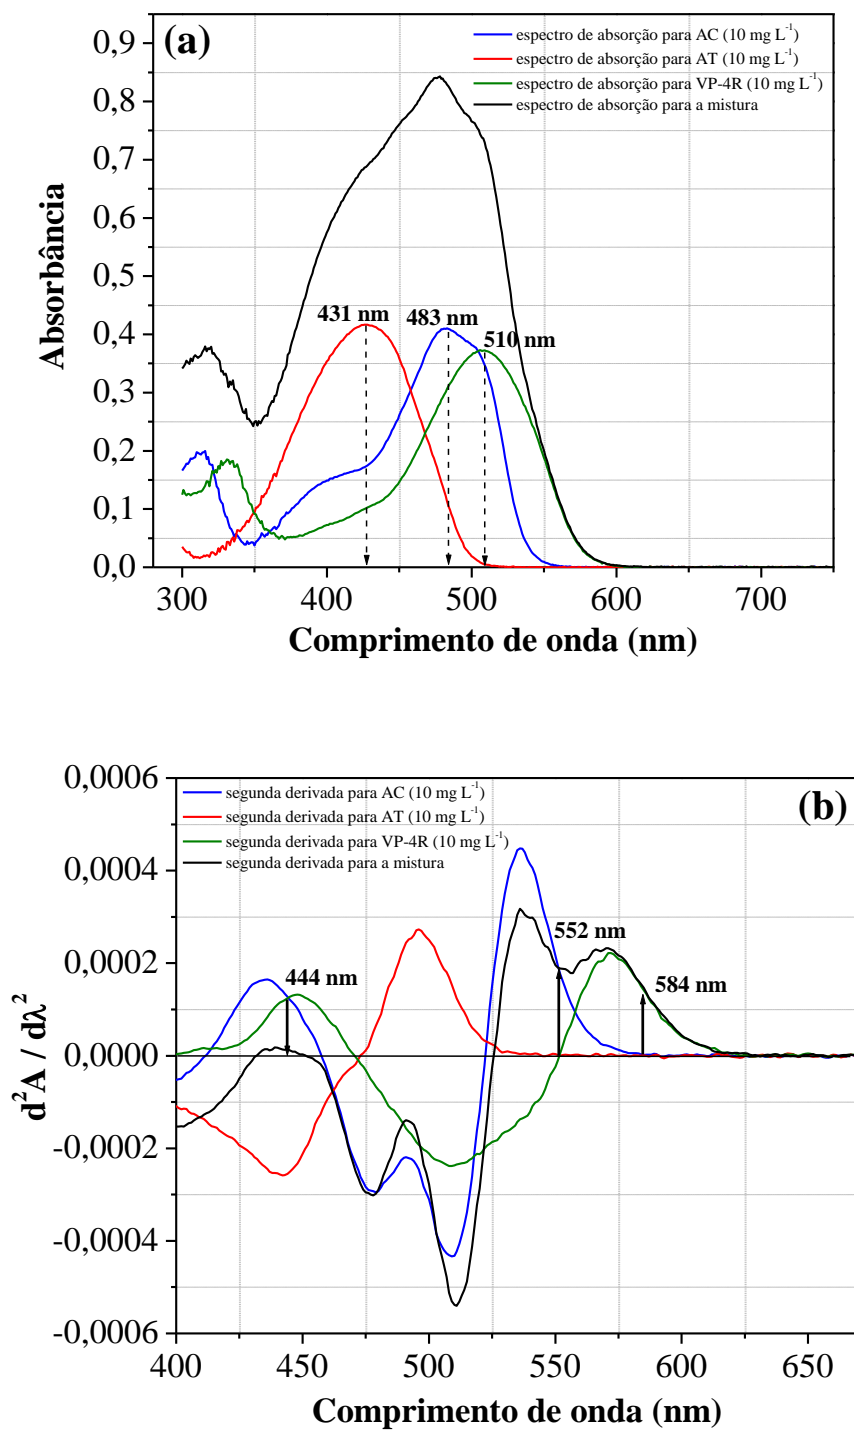 (a)
espectro de absorção para AC (10 mg L⁻¹)
espectro de absorção para AT (10 mg L⁻¹)
espectro de absorção para VP-4R (10 mg L⁻¹)
espectro de absorção para a mistura
0,9
0,8
0,7
0,6
0,5
0,4
0,3
0,2
0,1
0,0
Absorbância
431 nm
483 nm
510 nm
300
400
500
600
700
Comprimento de onda (nm)
(b)
segunda derivada para AC (10 mg L⁻¹)
segunda derivada para AT (10 mg L⁻¹)
segunda derivada para VP-4R (10 mg L⁻¹)
segunda derivada para a mistura
0,0006
0,0004
0,0002
0,0000
-0,0002
-0,0004
-0,0006
d²A / dλ²
444 nm
552 nm
584 nm
400
450
500
550
600
650
Comprimento de onda (nm)